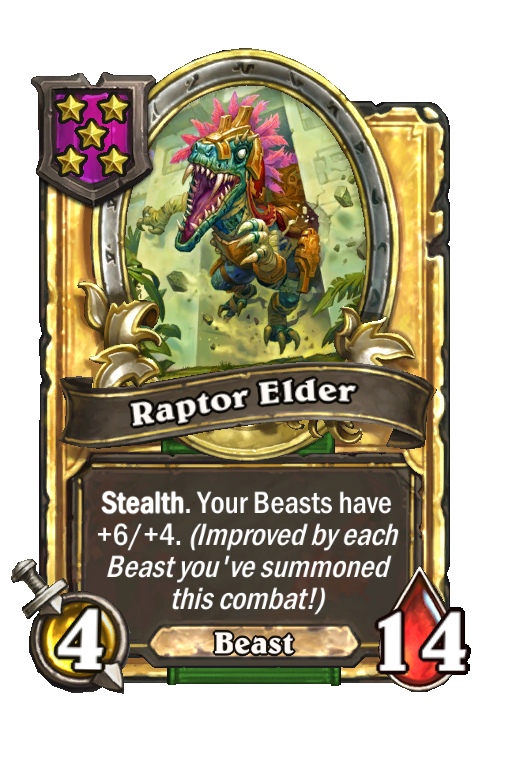 Raptor Elder
Stealth. Your Beasts have
+6/+4. (Improved by each
Beast you've summoned
this combat!)
4
Beast
14